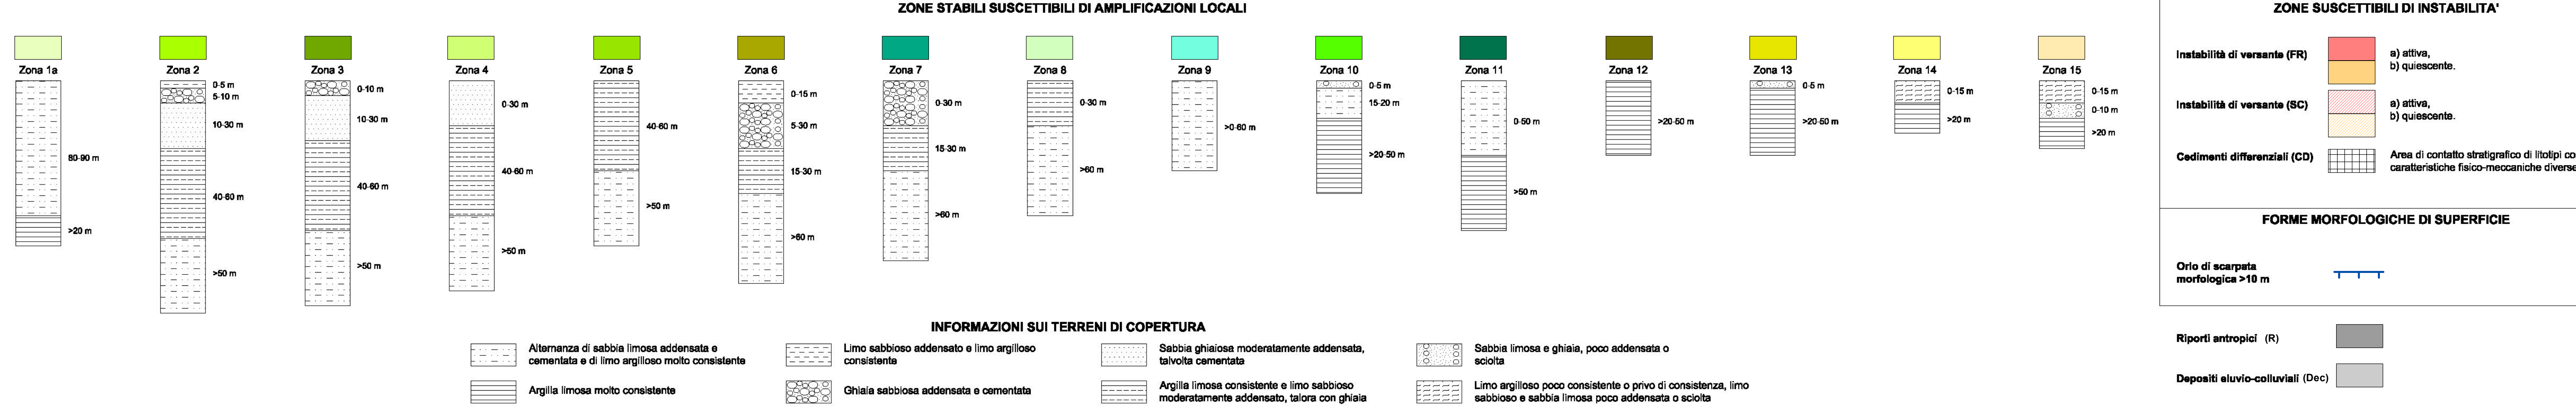 ZONE STABILI SUSCETTIBILI DI AMPLIFICAZIONI LOCALI
Zona 1a
80-90 m
>20 m
Zona 2
0-5 m
5-10 m
10-30 m
40-60 m
>50 m
Zona 3
0-10 m
10-30 m
40-60 m
>50 m
Zona 4
0-30 m
40-60 m
>50 m
Zona 5
40-60 m
>50 m
Zona 6
0-15 m
5-30 m
15-30 m
>60 m
Zona 7
0-30 m
15-30 m
>60 m
Zona 8
0-30 m
>60 m
Zona 9
>0-60 m
Zona 10
0-5 m
15-20 m
>20-50 m
Zona 11
0-50 m
>50 m
Zona 12
>20-50 m
Zona 13
0-5 m
>20-50 m
Zona 14
0-15 m
>20 m
Zona 15
0-15 m
0-10 m
>20 m
INFORMAZIONI SUI TERRENI DI COPERTURA
Alternanza di sabbia limosa addensata e
cementata e di limo argilloso molto consistente
Limo sabbioso addensato e limo argilloso
consistente
Sabbia ghiaiosa moderatamente addensata,
talvolta cementata
Sabbia limosa e ghiaia, poco addensata o
sciolta
Argilla limosa molto consistente
Ghiaia sabbiosa addensata e cementata
Argilla limosa consistente e limo sabbioso
moderatamente addensato, talora con ghiaia
Limo argilloso poco consistente o privo di consistenza, limo
sabbioso e sabbia limosa poco addensata o sciolta
ZONE SUSCETTIBILI DI INSTABILITA'
Instabilità di versante (FR)
a) attiva,
b) quiescente.
Instabilità di versante (SC)
a) attiva,
b) quiescente.
Cedimenti differenziali (CD)
Area di contatto stratigrafico di litotipi co
caratteristiche fisico-meccaniche diverse
FORME MORFOLOGICHE DI SUPERFICIE
Orlo di scarpata
morfologica >10 m
Riporti antropici (R)
Depositi eluvio-colluviali (Dec)